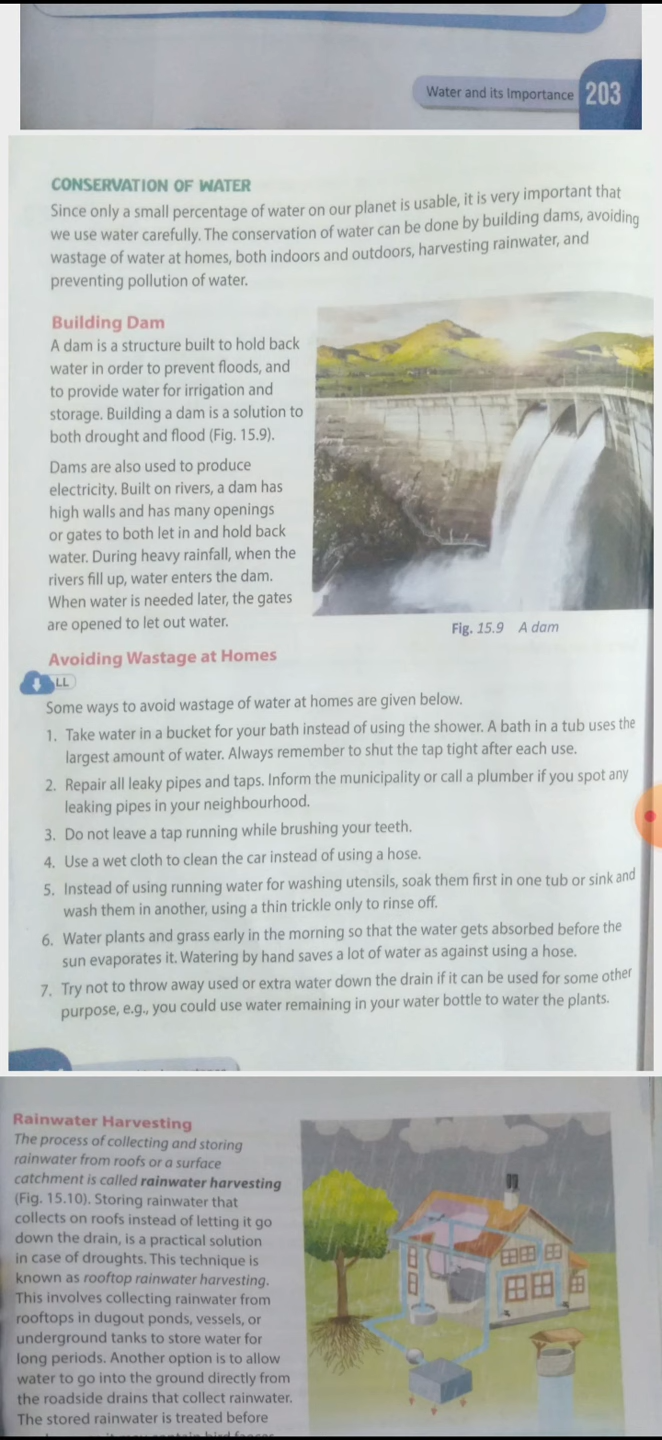 Water and its Importance 203
CONSERVATION OF WATER
Since only a small percentage of water on our planet is usable, it is very important that
we use water carefully. The conservation of water can be done by building dams, avoiding
wastage of water at homes, both indoors and outdoors, harvesting rainwater, and
preventing pollution of water.
Building Dam
A dam is a structure built to hold back
water in order to prevent floods, and
to provide water for irrigation and
storage. Building a dam is a solution to
both drought and flood (Fig. 15.9).
Dams are also used to produce
electricity. Built on rivers, a dam has
high walls and has many openings
or gates to both let in and hold back
water. During heavy rainfall, when the
rivers fill up, water enters the dam.
When water is needed later, the gates
are opened to let out water.
Fig. 15.9 A dam
Avoiding Wastage at Homes
LL
Some ways to avoid wastage of water at homes are given below.
1. Take water in a bucket for your bath instead of using the shower. A bath in a tub uses the
largest amount of water. Always remember to shut the tap tight after each use.
2. Repair all leaky pipes and taps. Inform the municipality or call a plumber if you spot any
leaking pipes in your neighbourhood.
3. Do not leave a tap running while brushing your teeth.
4. Use a wet cloth to clean the car instead of using a hose.
5. Instead of using running water for washing utensils, soak them first in one tub or sink and
wash them in another, using a thin trickle only to rinse off.
6. Water plants and grass early in the morning so that the water gets absorbed before the
sun evaporates it. Watering by hand saves a lot of water as against using a hose.
7. Try not to throw away used or extra water down the drain if it can be used for some other
purpose, e.g., you could use water remaining in your water bottle to water the plants.
Rainwater Harvesting
The process of collecting and storing
rainwater from roofs or a surface
catchment is called rainwater harvesting
(Fig. 15.10). Storing rainwater that
collects on roofs instead of letting it go
down the drain, is a practical solution
in case of droughts. This technique is
known as rooftop rainwater harvesting.
This involves collecting rainwater from
rooftops in dugout ponds, vessels, or
underground tanks to store water for
long periods. Another option is to allow
water to go into the ground directly from
the roadside drains that collect rainwater.
The stored rainwater is treated before